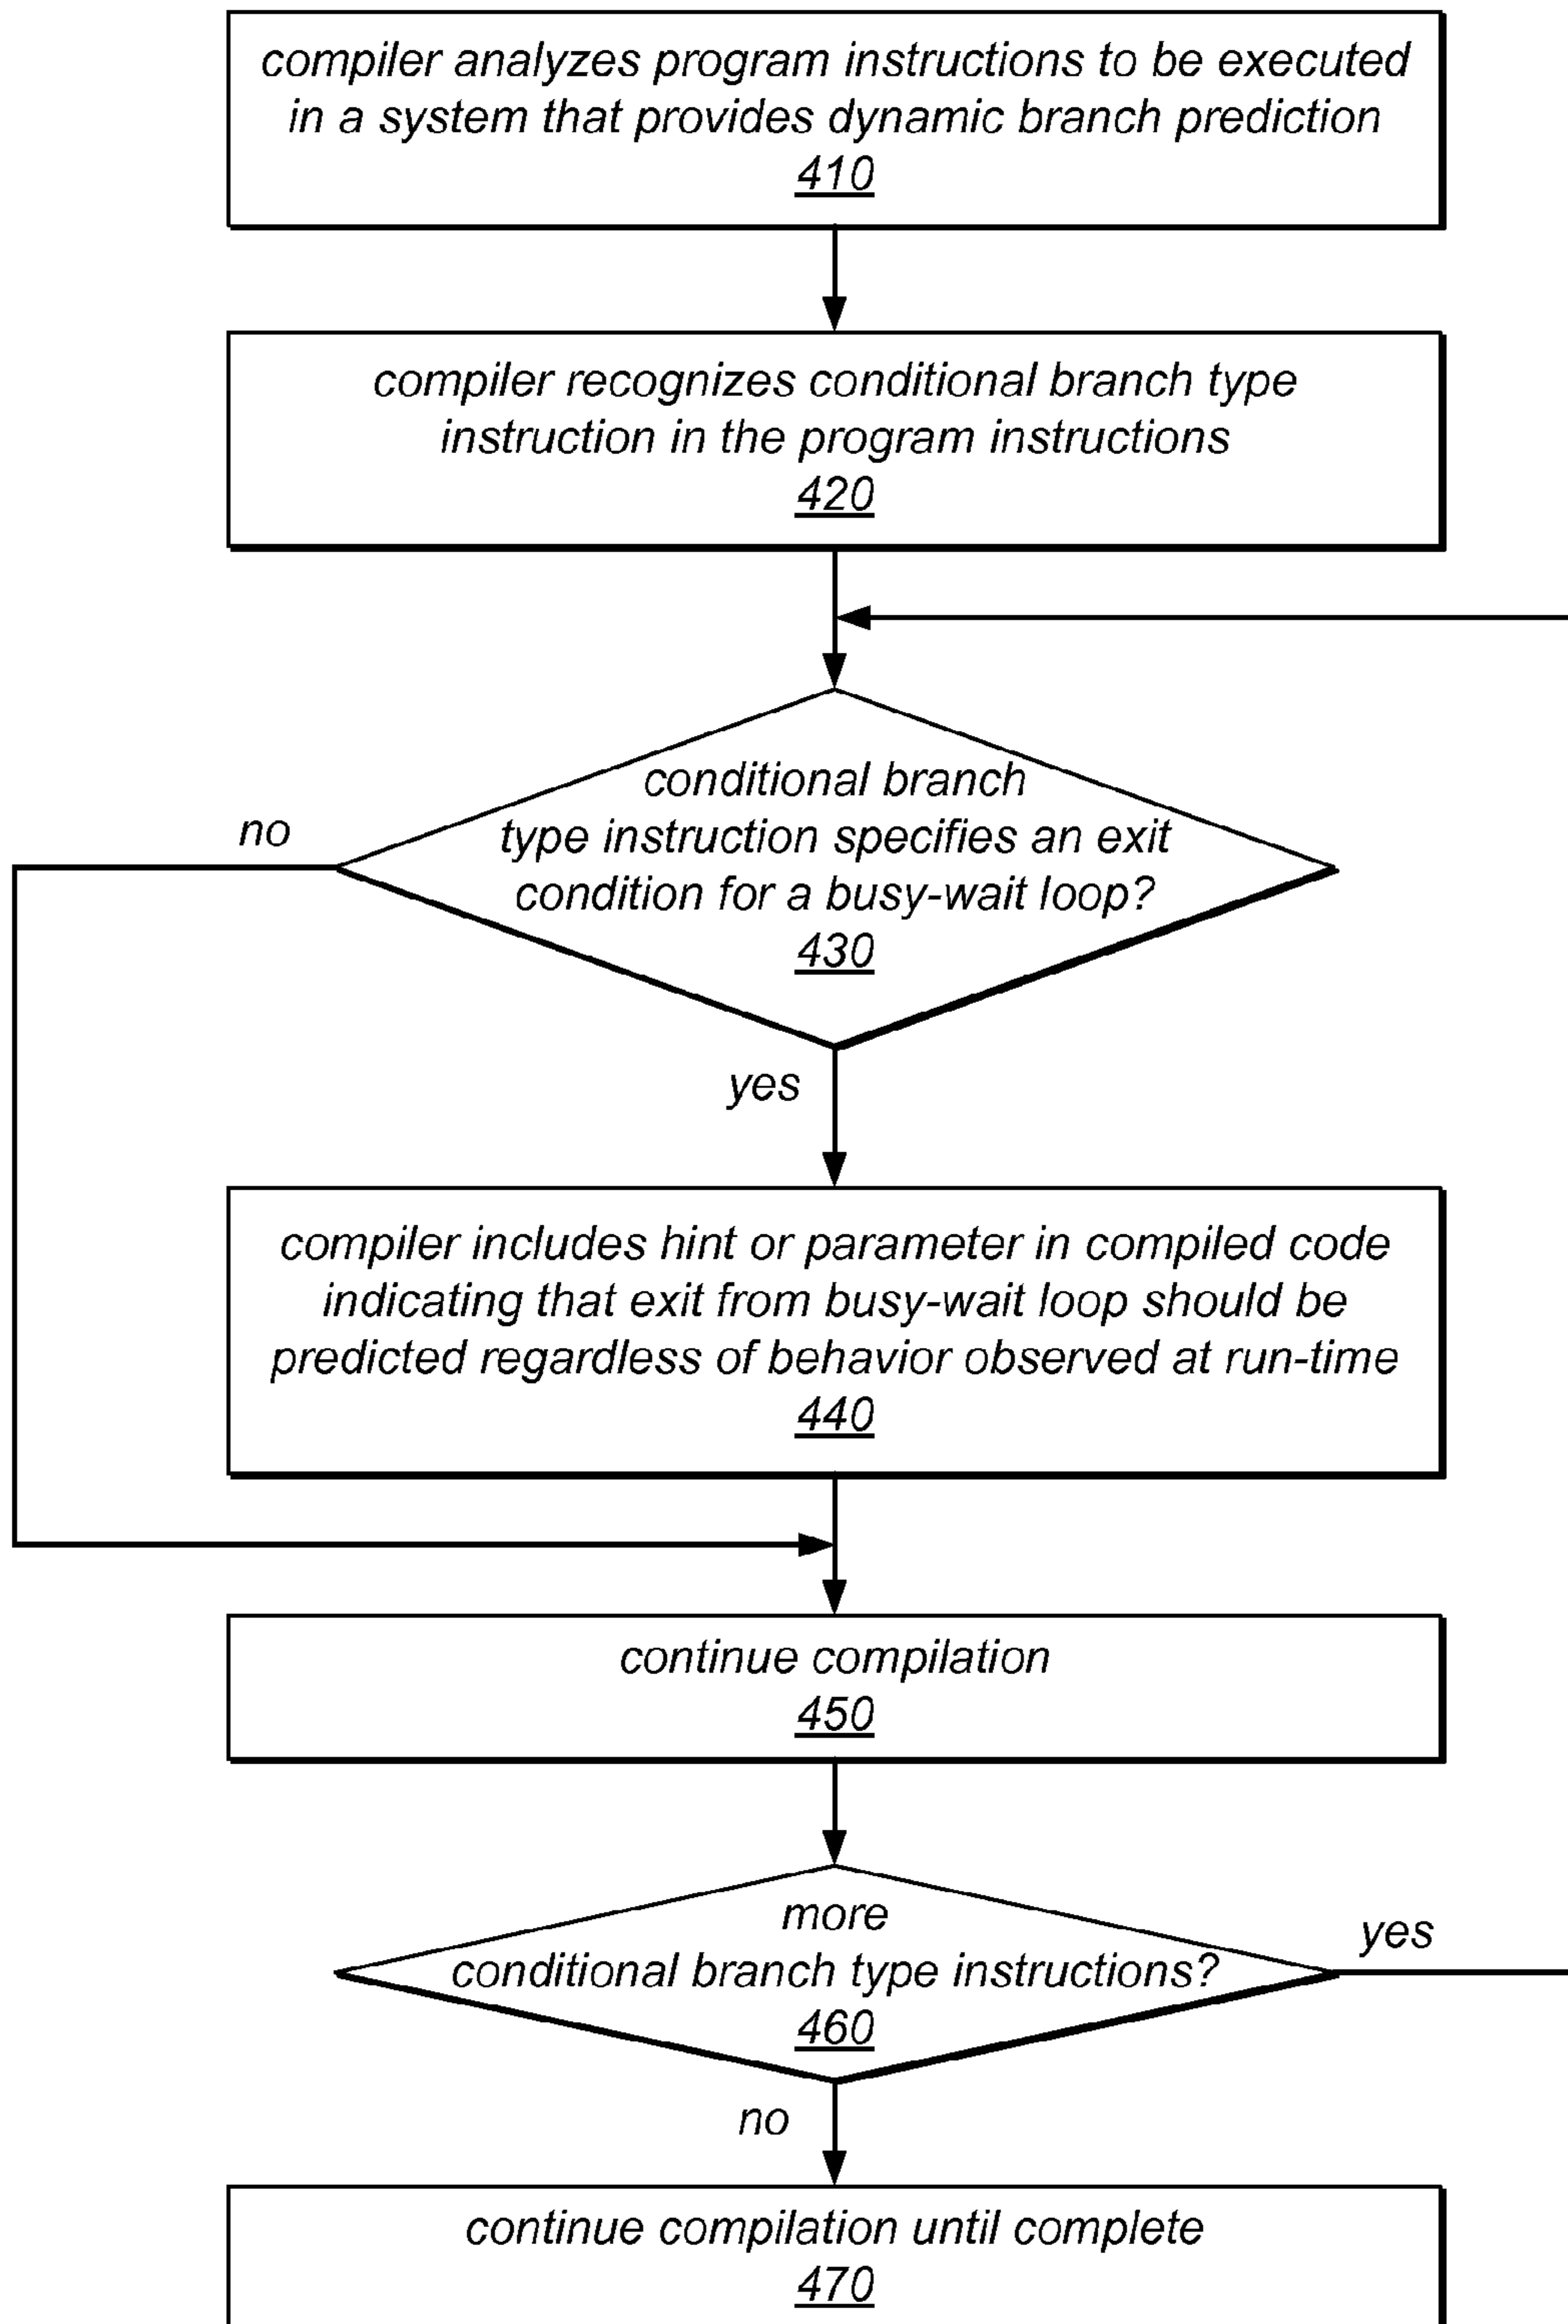 compiler analyzes program instructions to be executed
in a system that provides dynamic branch prediction
410
compiler recognizes conditional branch type
instruction in the program instructions
420
conditional branch
type instruction specifies an exit
condition for a busy-wait loop?
430
no
yes
compiler includes hint or parameter in compiled code
indicating that exit from busy-wait loop should be
predicted regardless of behavior observed at run-time
440
continue compilation
450
more
conditional branch type instructions?
460
yes
no
continue compilation until complete
470